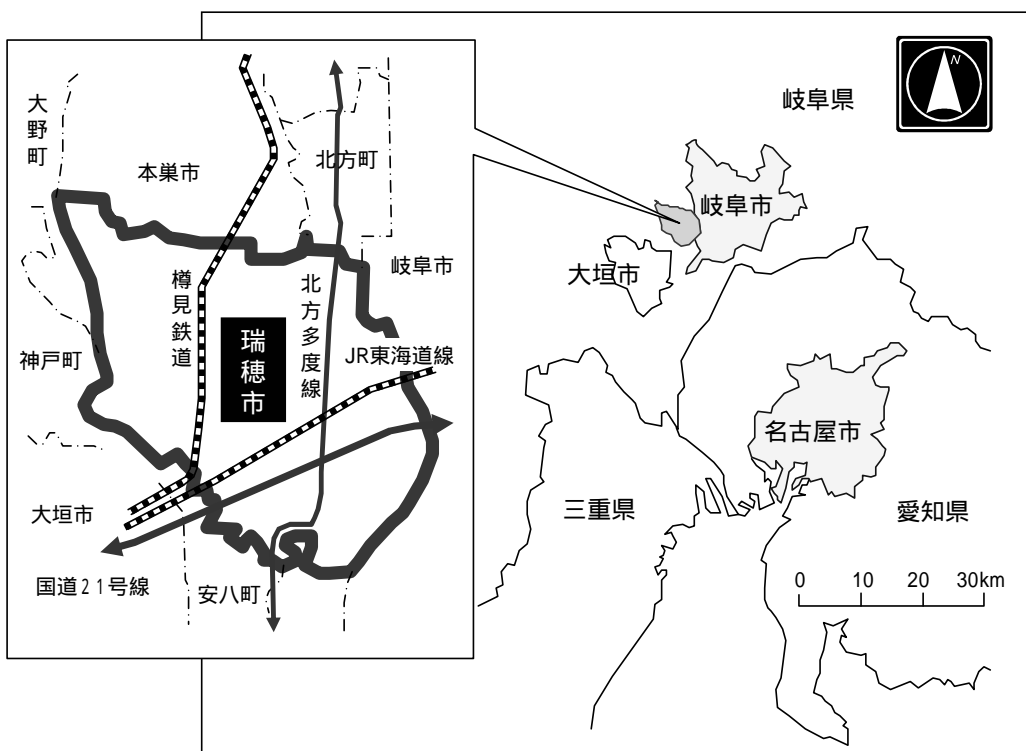 大野町
本巣市
北方町
岐阜市
樽見鉄道
北方多度線
瑞穂市
神戸町
JR東海道線
大垣市
国道21号線
安八町
N
岐阜県
岐阜市
大垣市
名古屋市
三重県
愛知県
0 10 20 30km